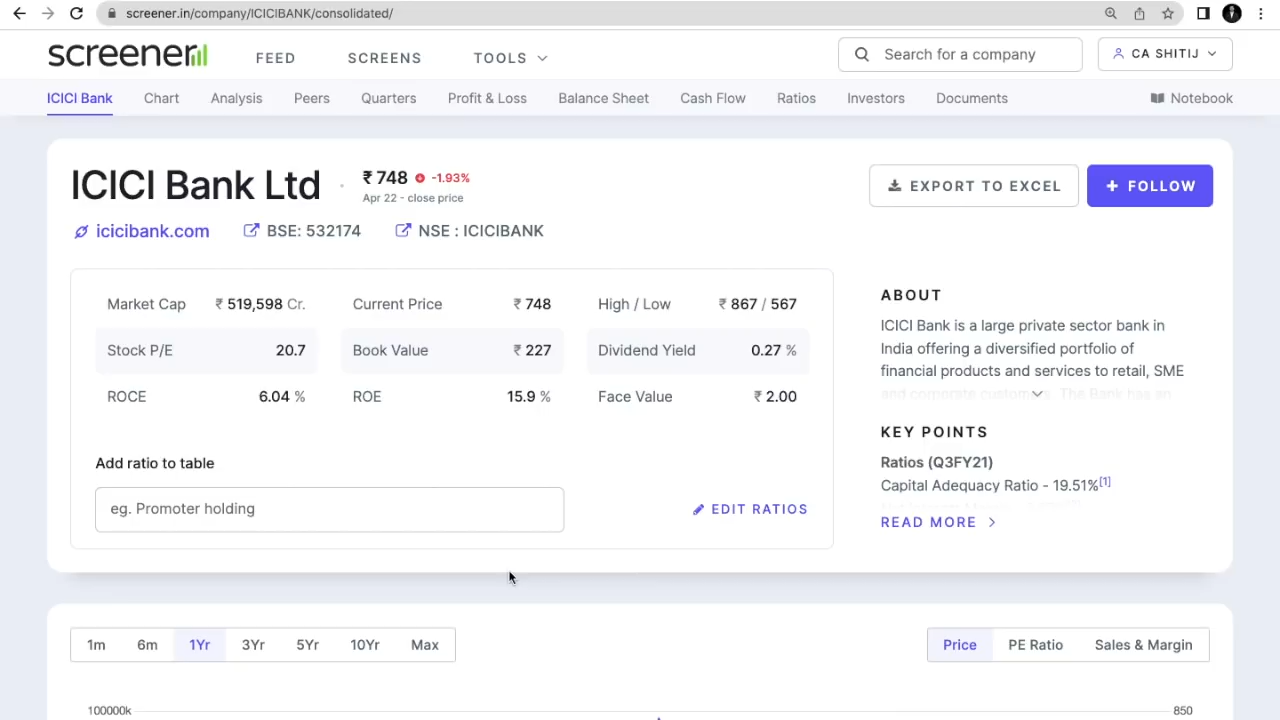 screener.in/company/ICICIBANK/consolidated/
screener
FEED SCREENS TOOLS
Search for a company
CA SHITIJ
ICICI Bank Chart Analysis Peers Quarters Profit & Loss Balance Sheet Cash Flow Ratios Investors Documents Notebook
ICICI Bank Ltd
₹ 748 -1.93%
Apr 22 - close price
EXPORT TO EXCEL
+ FOLLOW
icicibank.com BSE: 532174 NSE : ICICIBANK
Market Cap ₹ 519,598 Cr. Current Price ₹ 748 High / Low ₹ 867 / 567
Stock P/E 20.7 Book Value ₹ 227 Dividend Yield 0.27 %
ROCE 6.04 % ROE 15.9 % Face Value ₹ 2.00
Add ratio to table
eg. Promoter holding
EDIT RATIOS
ABOUT
ICICI Bank is a large private sector bank in
India offering a diversified portfolio of
financial products and services to retail, SME
and corporate customers. The Bank has an
KEY POINTS
Ratios (Q3FY21)
Capital Adequacy Ratio - 19.51%[1]
READ MORE
1m 6m 1Yr 3Yr 5Yr 10Yr Max
Price PE Ratio Sales & Margin
100000k 850